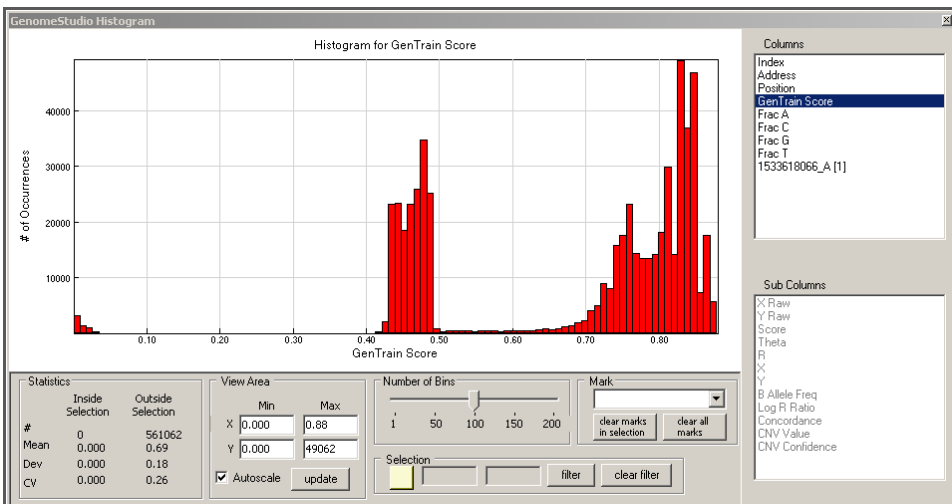 GenomeStudio Histogram
Histogram for GenTrain Score
# of Occurrences
40000
30000
20000
10000
0.10 0.20 0.30 0.40 0.50 0.60 0.70 0.80
GenTrain Score
Columns
Index
Address
Position
GenTrain Score
Frac A
Frac C
Frac G
Frac T
1533618066_A [1]
Sub Columns
X Raw
Y Raw
Score
Theta
R
X
Y
B Allele Freq
Log R Ratio
Concordance
CNV Value
CNV Confidence
Statistics
Inside Selection Outside Selection
# 0 561062
Mean 0.000 0.69
Dev 0.000 0.18
CV 0.000 0.26
View Area
Min Max
X 0.000 0.88
Y 0.000 49062
Autoscale update
Number of Bins
1 50 100 150 200
Mark
clear marks in selection
clear all marks
Selection
filter clear filter